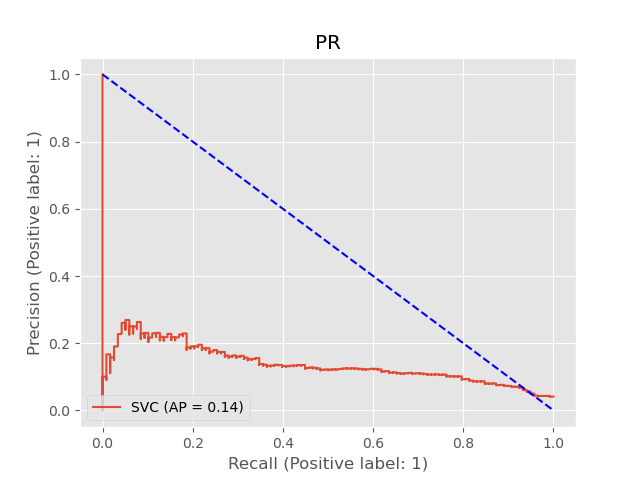 PR
Precision (Positive label: 1)
1.0
0.8
0.6
0.4
0.2
0.0
SVC (AP = 0.14)
0.0 0.2 0.4 0.6 0.8 1.0
Recall (Positive label: 1)